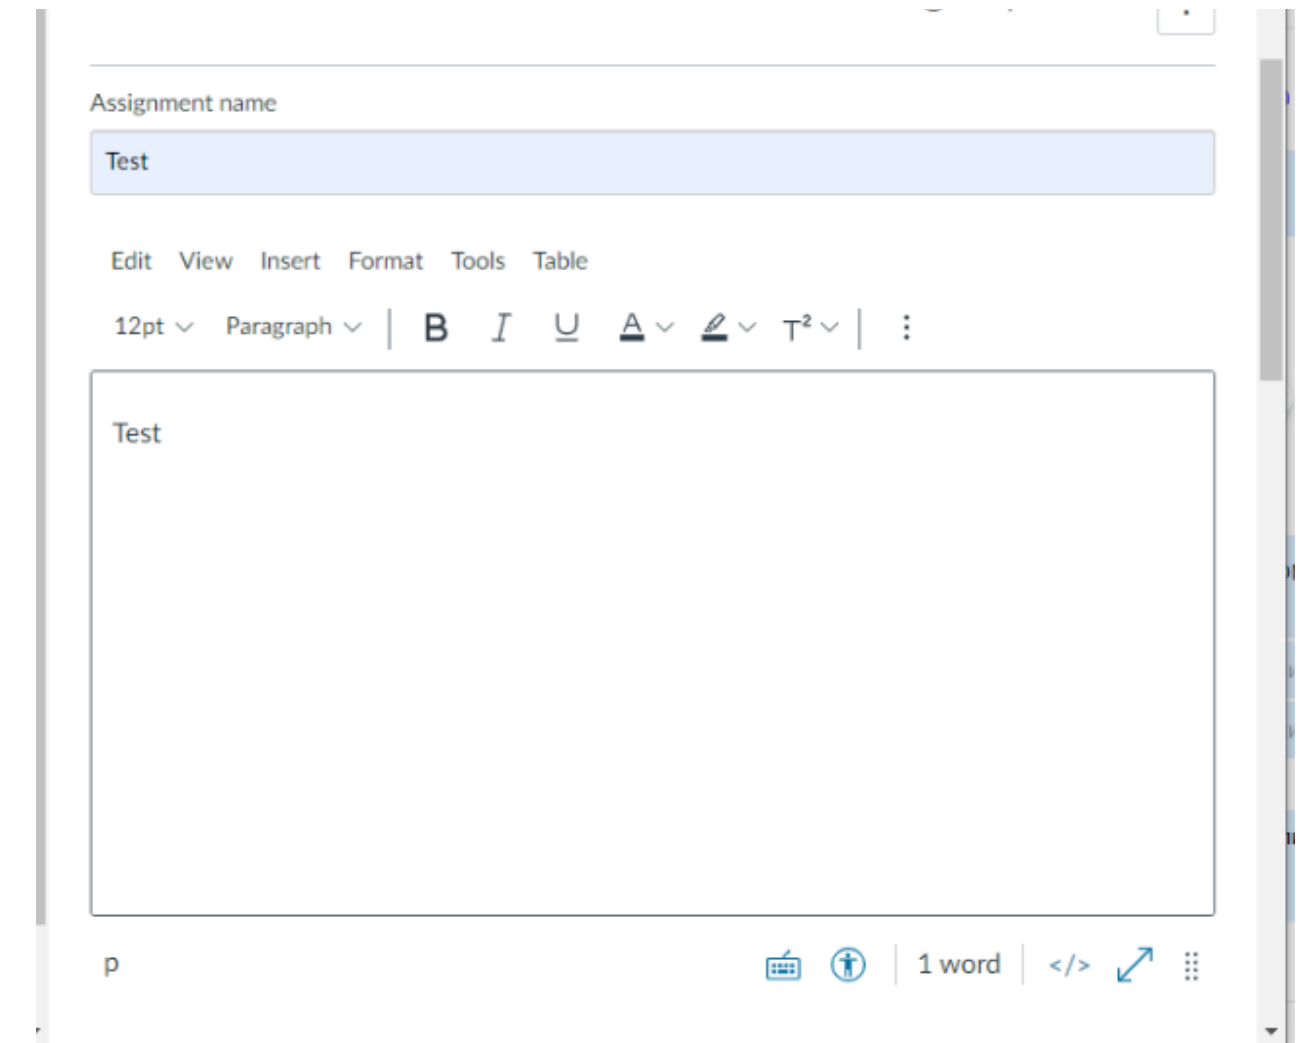 Assignment name
Test
Edit View Insert Format Tools Table
12pt Paragraph B I U A T²
Test
p 1 word </>